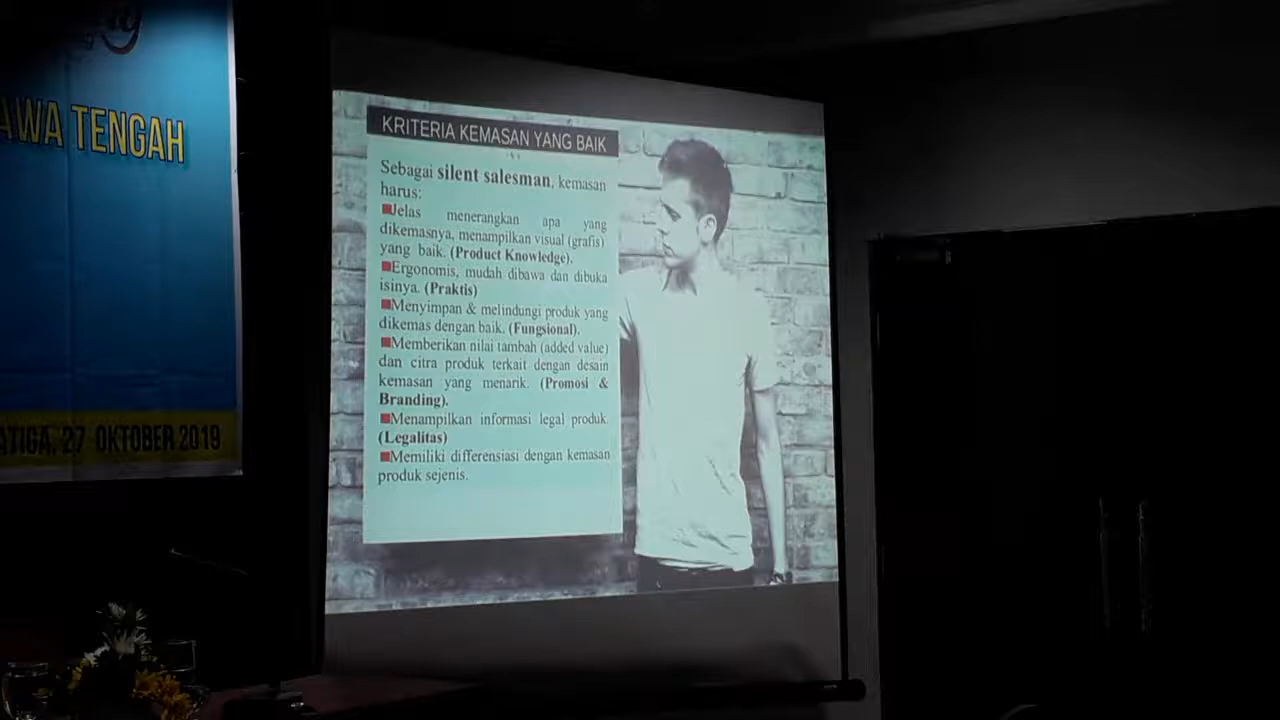 AWA TENGAH
ATIGA, 27 OKTOBER 2019
KRITERIA KEMASAN YANG BAIK
Sebagai silent salesman, kemasan
harus:
Jelas menerangkan apa yang
dikemasnya, menampilkan visual (grafis)
yang baik. (Product Knowledge).
Ergonomis, mudah dibawa dan dibuka
isinya. (Praktis)
Menyimpan & melindungi produk yang
dikemas dengan baik. (Fungsional).
Memberikan nilai tambah (added value)
dan citra produk terkait dengan desain
kemasan yang menarik. (Promosi &
Branding).
Menampilkan informasi legal produk.
(Legalitas)
Memiliki differensiasi dengan kemasan
produk sejenis.